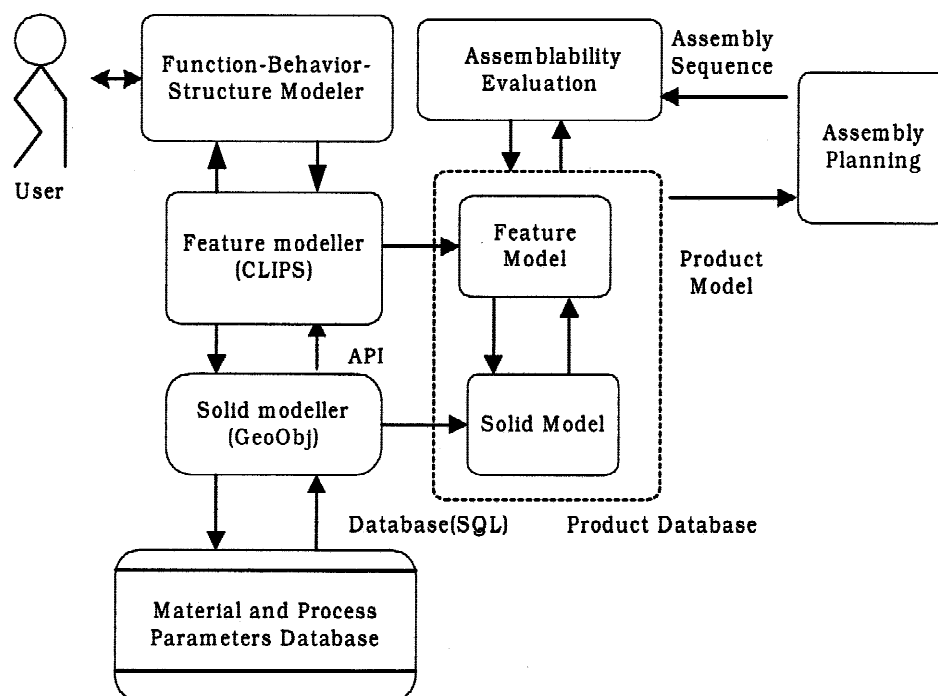 Function-Behavior-
Structure Modeler
Assemblability
Evaluation
Assembly
Sequence
Assembly
Planning
User
Feature modeller
(CLIPS)
Feature
Model
Product
Model
API
Solid modeller
(GeoObj)
Solid Model
Database(SQL)
Product Database
Material and Process
Parameters Database